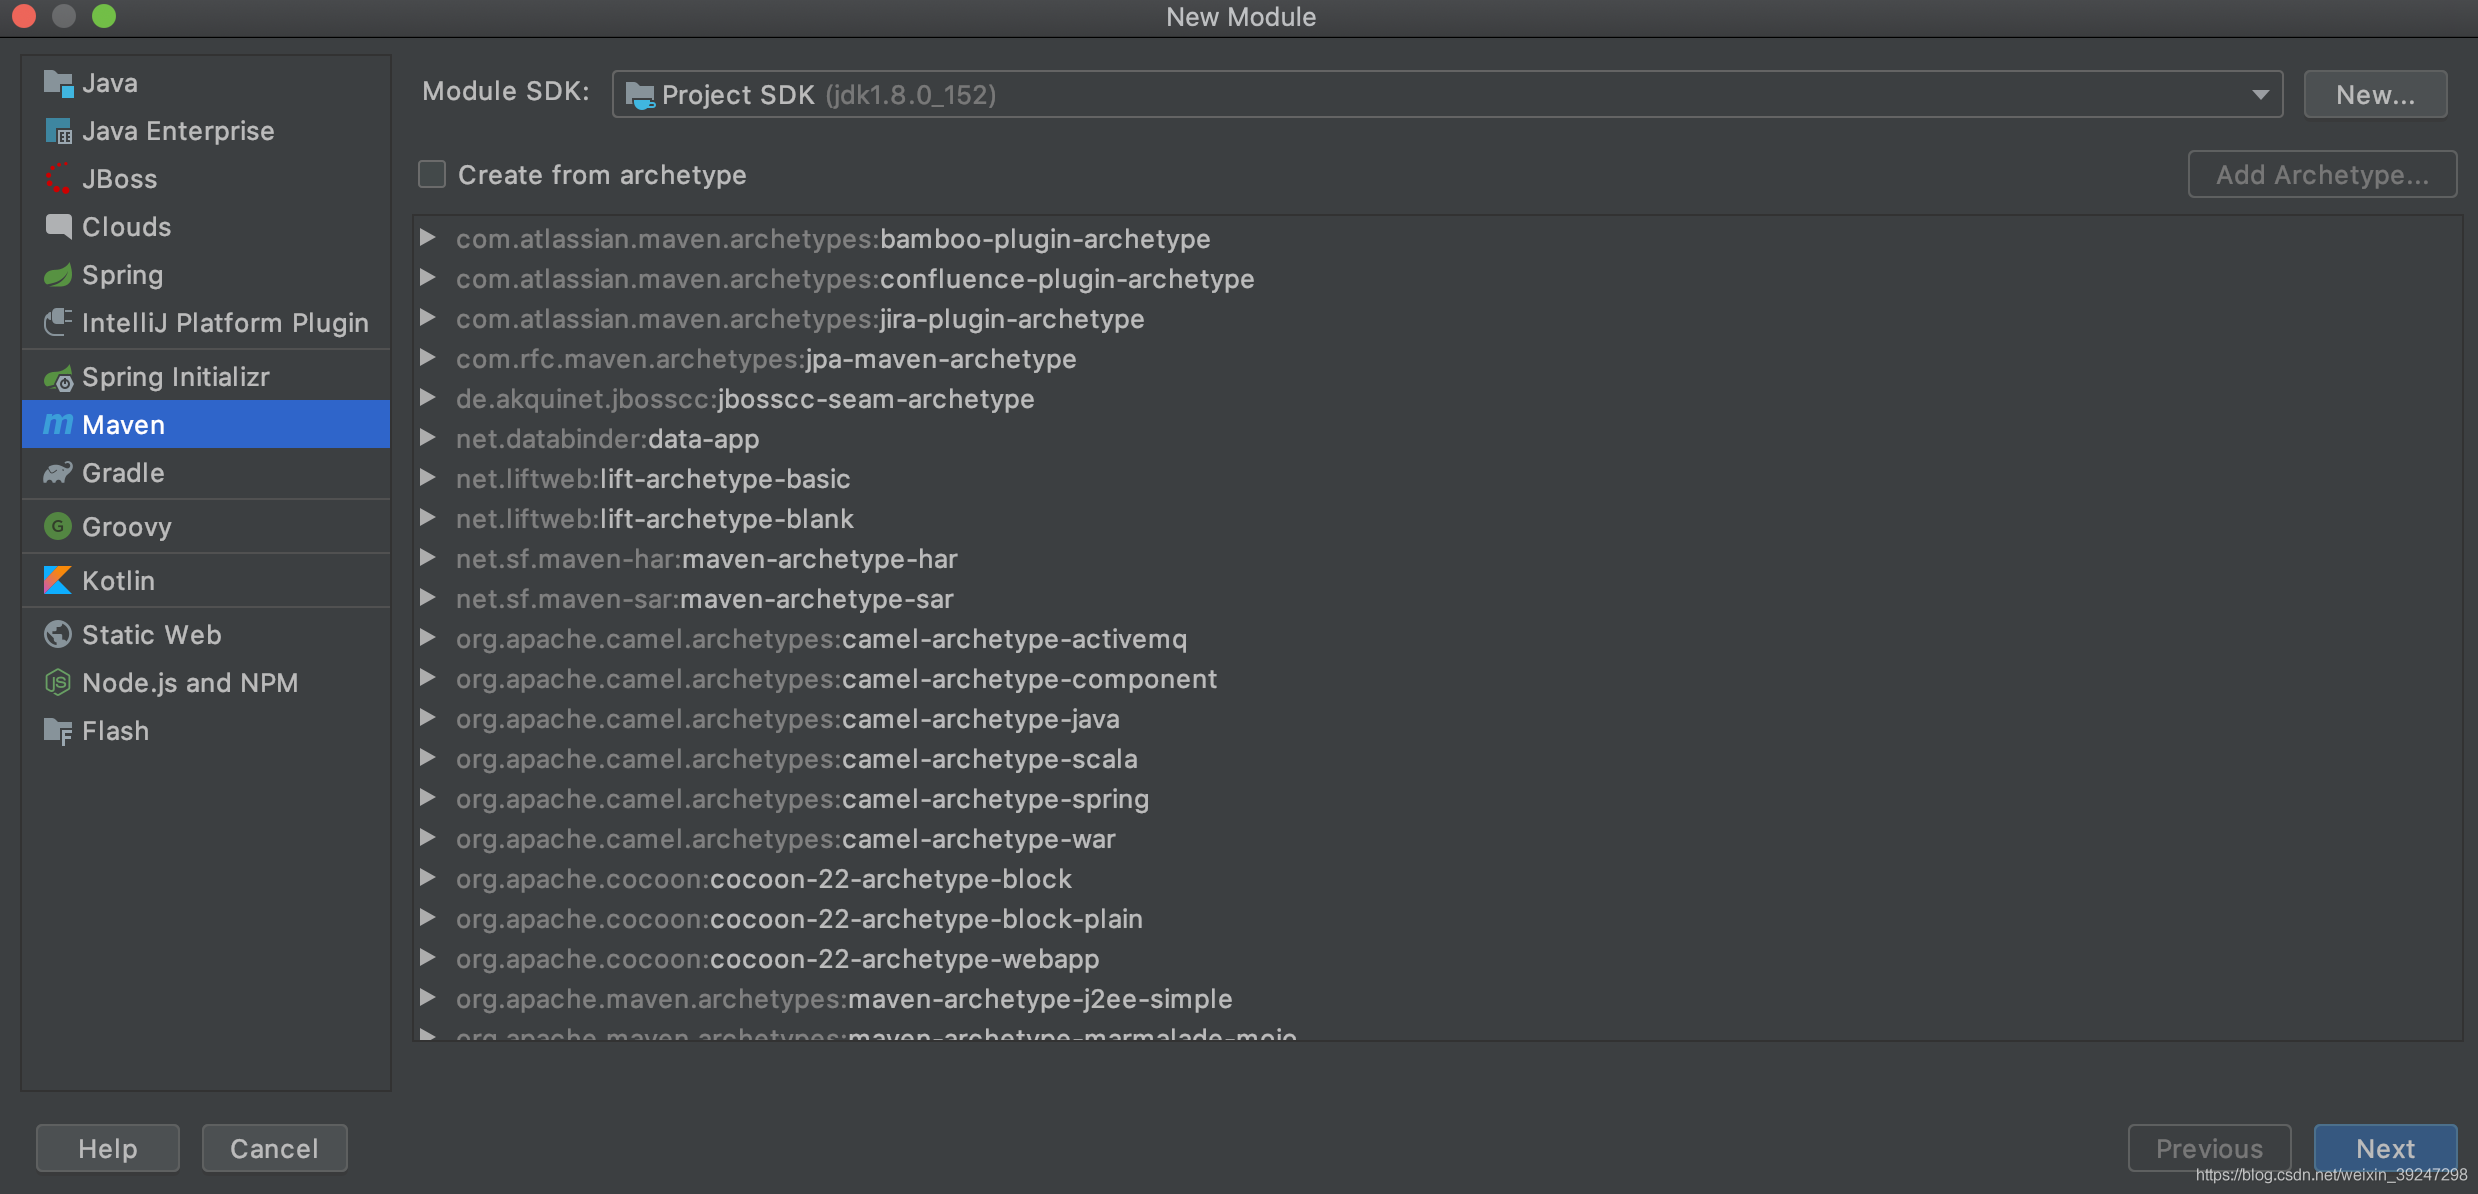 New Module
Java
Java Enterprise
JBoss
Clouds
Spring
IntelliJ Platform Plugin
Spring Initializr
m Maven
Gradle
G Groovy
Kotlin
Static Web
JS Node.js and NPM
F Flash
Module SDK: Project SDK (jdk1.8.0_152) New...
Create from archetype Add Archetype...
com.atlassian.maven.archetypes:bamboo-plugin-archetype
com.atlassian.maven.archetypes:confluence-plugin-archetype
com.atlassian.maven.archetypes:jira-plugin-archetype
com.rfc.maven.archetypes:jpa-maven-archetype
de.akquinet.jbosscc:jbosscc-seam-archetype
net.databinder:data-app
net.liftweb:lift-archetype-basic
net.liftweb:lift-archetype-blank
net.sf.maven-har:maven-archetype-har
net.sf.maven-sar:maven-archetype-sar
org.apache.camel.archetypes:camel-archetype-activemq
org.apache.camel.archetypes:camel-archetype-component
org.apache.camel.archetypes:camel-archetype-java
org.apache.camel.archetypes:camel-archetype-scala
org.apache.camel.archetypes:camel-archetype-spring
org.apache.camel.archetypes:camel-archetype-war
org.apache.cocoon:cocoon-22-archetype-block
org.apache.cocoon:cocoon-22-archetype-block-plain
org.apache.cocoon:cocoon-22-archetype-webapp
org.apache.maven.archetypes:maven-archetype-j2ee-simple
org.apache.maven.archetypes:maven-archetype-marmalade-mojo
Help Cancel Previous Next
https://blog.csdn.net/weixin_39247298